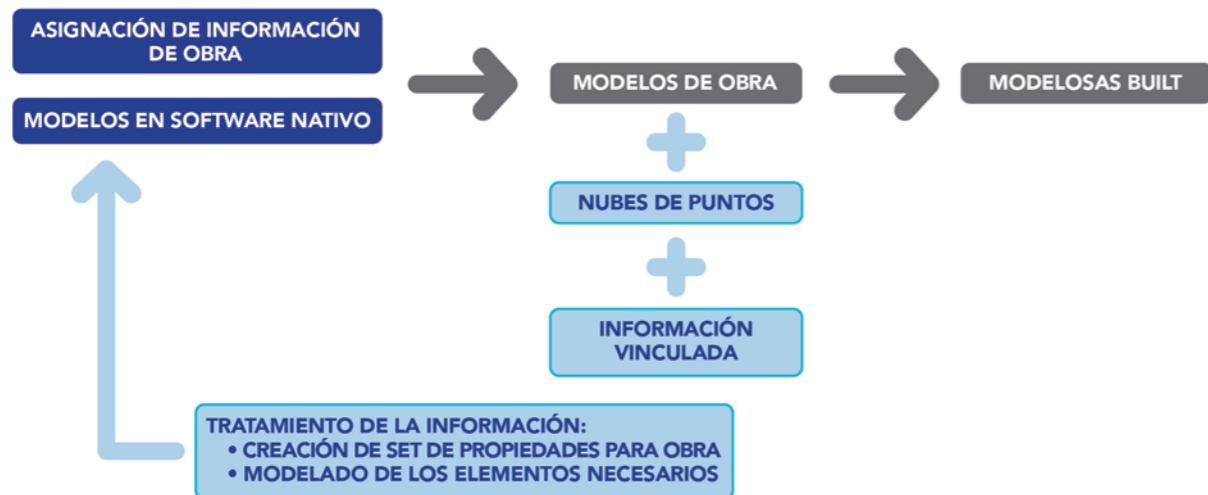 ASIGNACIÓN DE INFORMACIÓN
DE OBRA
MODELOS EN SOFTWARE NATIVO
MODELOS DE OBRA
MODELOSAS BUILT
NUBES DE PUNTOS
INFORMACIÓN
VINCULADA
TRATAMIENTO DE LA INFORMACIÓN:
• CREACIÓN DE SET DE PROPIEDADES PARA OBRA
• MODELADO DE LOS ELEMENTOS NECESARIOS